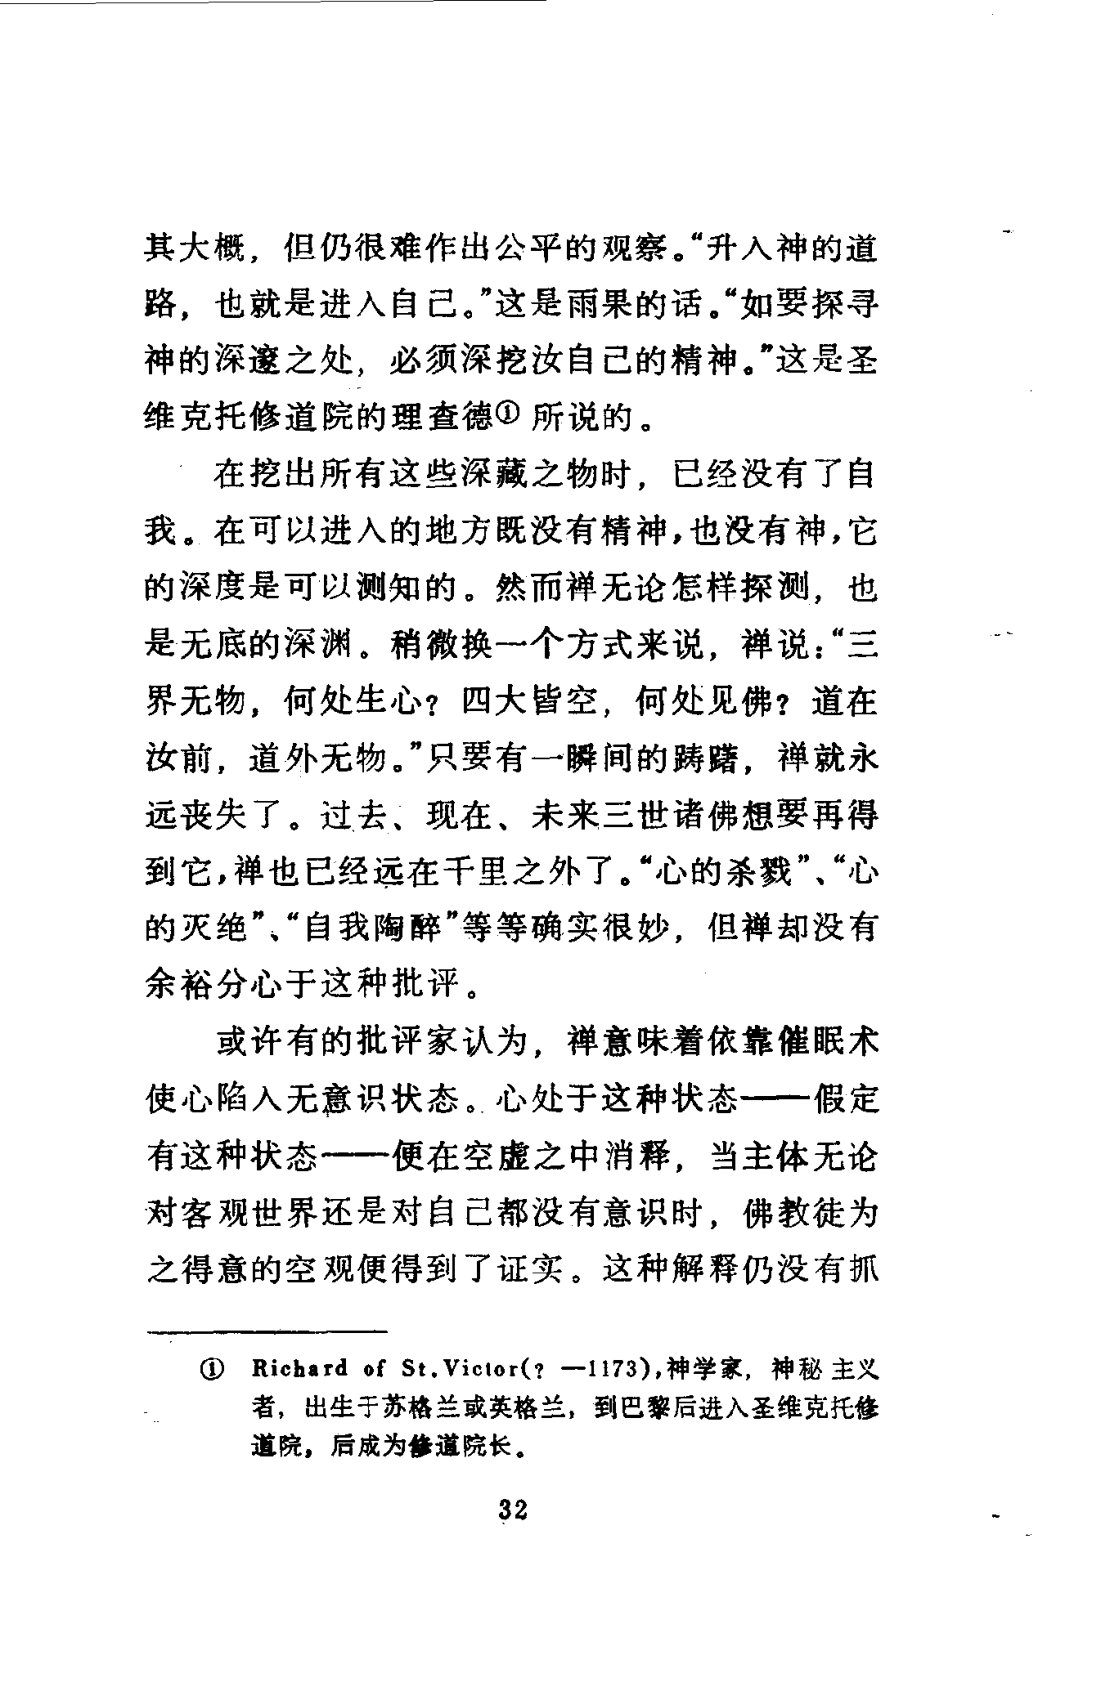 其大概，但仍很难作出公平的观察。“升入神的道
路，也就是进入自己。”这是雨果的话。“如要探寻
神的深邃之处，必须深挖汝自己的精神。”这是圣
维克托修道院的理查德① 所说的。
在挖出所有这些深藏之物时，已经没有了自
我。在可以进入的地方既没有精神，也没有神，它
的深度是可以测知的。然而禅无论怎样探测，也
是无底的深渊。稍微换一个方式来说，禅说：“三
界无物，何处生心？四大皆空，何处见佛？道在
汝前，道外无物。”只要有一瞬间的踌躇，禅就永
远丧失了。过去、现在、未来三世诸佛想要再得
到它，禅也已经远在千里之外了。“心的杀戮”、“心
的灭绝”、“自我陶醉”等等确实很妙，但禅却没有
余裕分心于这种批评。
或许有的批评家认为，禅意味着依靠催眠术
使心陷入无意识状态。心处于这种状态——假定
有这种状态——便在空虚之中消释，当主体无论
对客观世界还是对自己都没有意识时，佛教徒为
之得意的空观便得到了证实。这种解释仍没有抓
① Richard of St.Victor(? —1173)，神学家，神秘主义
者，出生于苏格兰或英格兰，到巴黎后进入圣维克托修
道院，后成为修道院长。
32